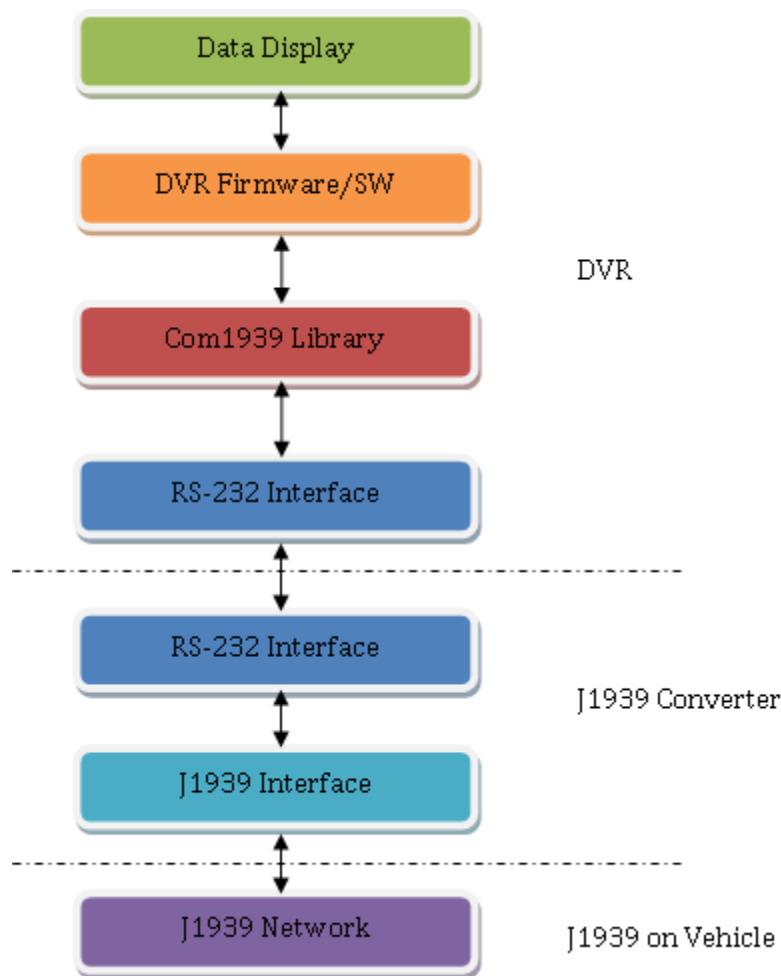 Data Display
DVR Firmware/SW
DVR
Com1939 Library
RS-232 Interface
RS-232 Interface
J1939 Converter
J1939 Interface
J1939 Network
J1939 on Vehicle